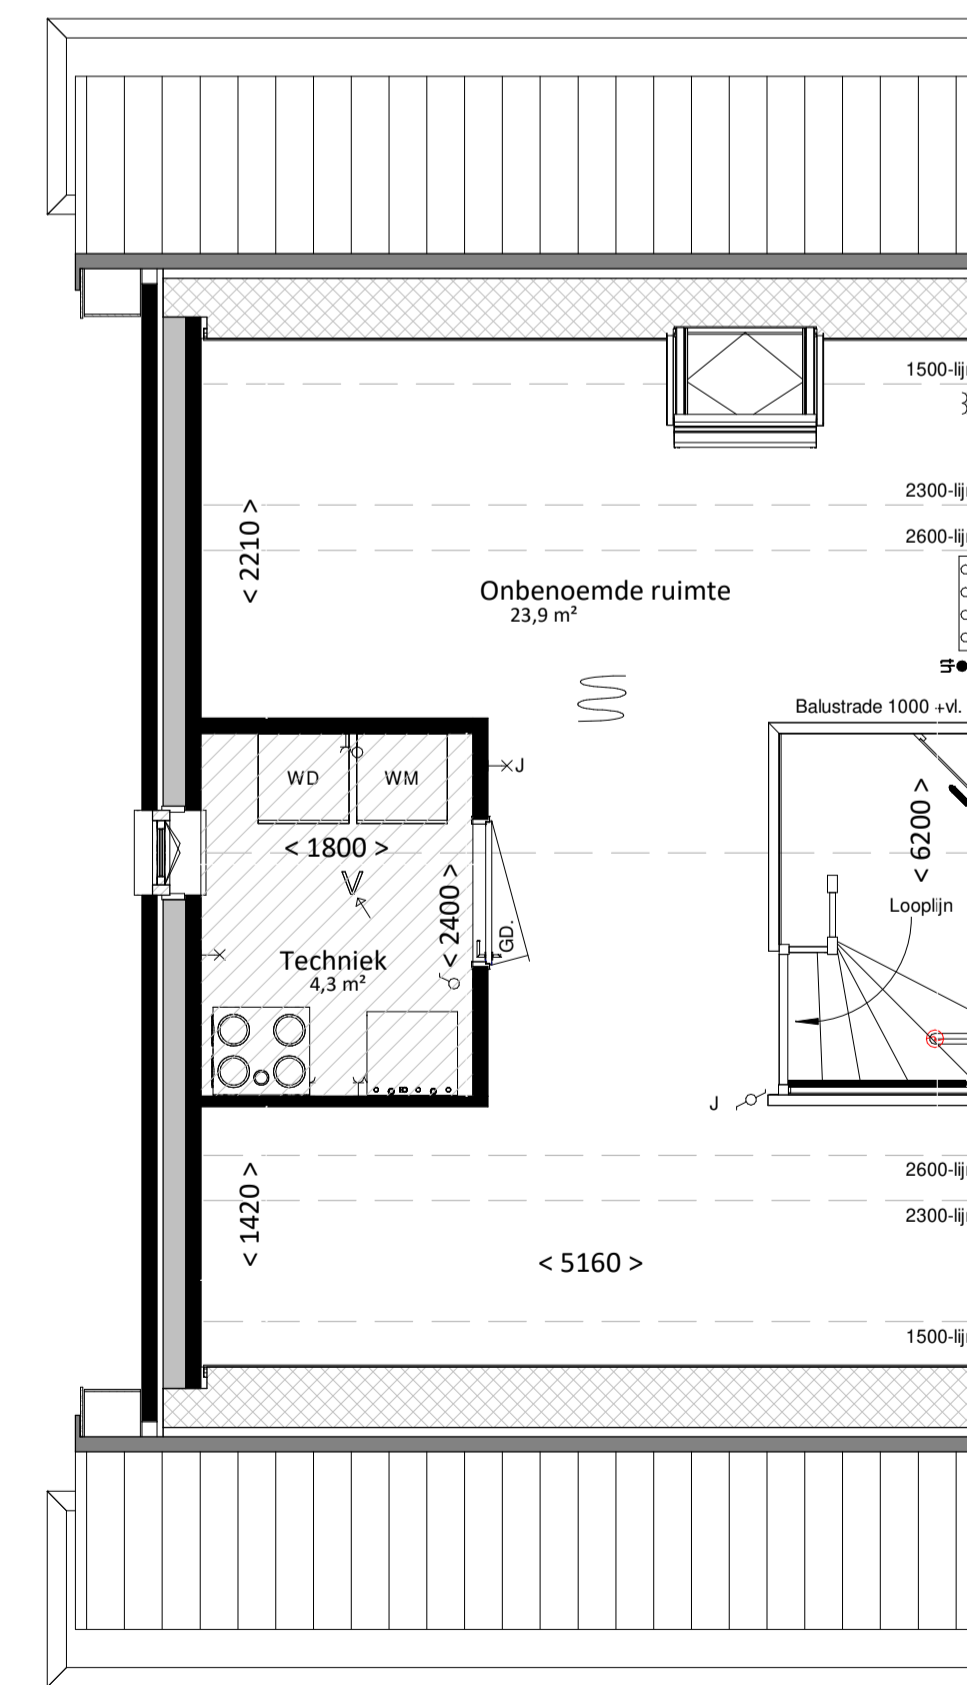 1500-lij
2300-lij
2600-lij
< 2210 >
Onbenoemde ruimte
23,9 m²
Balustrade 1000 +vl.
WD
WM
J
< 1800 >
< 2400 >
GD.
< 6200 >
Looplijn
Techniek
4,3 m²
J
2600-lij
2300-lij
< 1420 >
< 5160 >
1500-lij